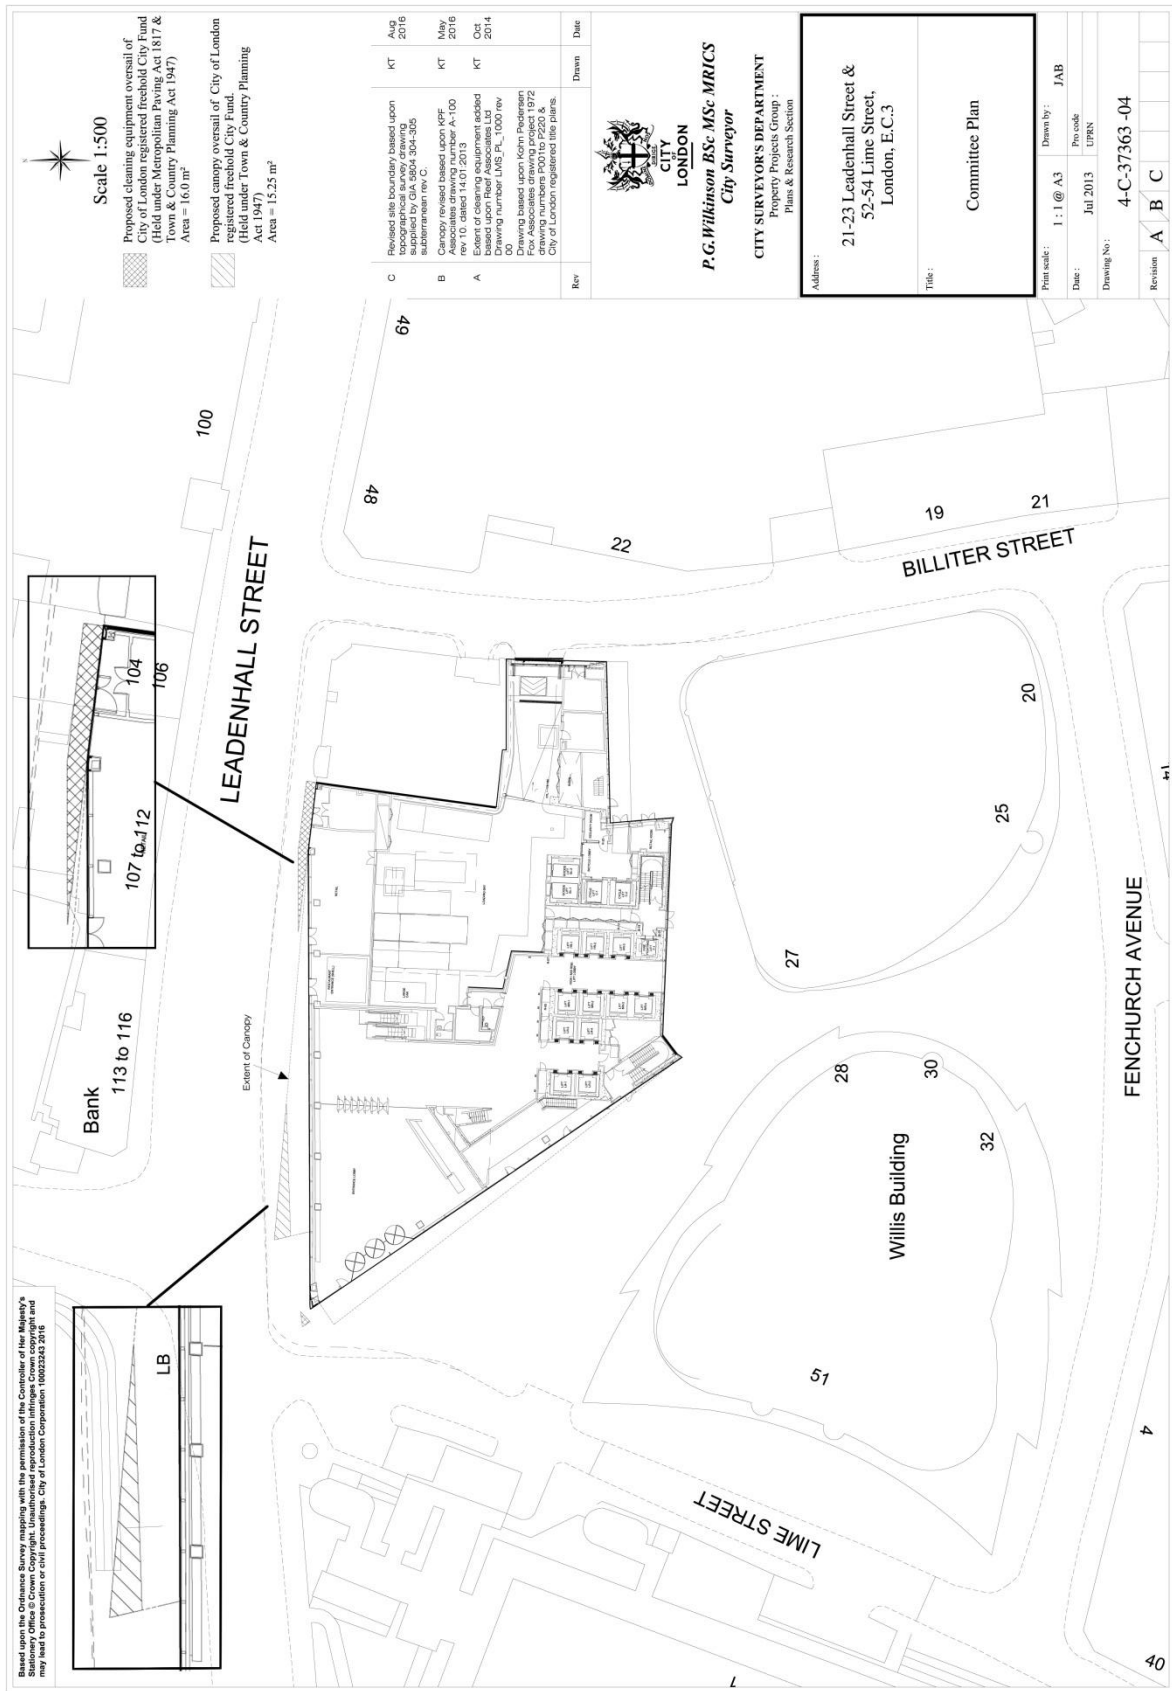 Based upon the Ordnance Survey mapping with the permission of the Controller of Her Majesty's
Stationery Office © Crown Copyright. Unauthorised reproduction infringes Crown copyright and
may lead to prosecution or civil proceedings. City of London Corporation 100023243 2016
LB
Bank
113 to 116
107 to 112
104
106
100
LEADENHALL STREET
Extent of Canopy
49
48
22
19
21
BILLITER STREET
20
25
27
14
28
30
32
Willis Building
51
FENCHURCH AVENUE
LIME STREET
1
4
40
Scale 1:500
Proposed cleaning equipment oversail of
City of London registered freehold City Fund
(Held under Metropolitan Paving Act 1817 &
Town & Country Planning Act 1947)
Area = 16.0 m²
Proposed canopy oversail of City of London
registered freehold City Fund.
(Held under Town & Country Planning
Act 1947)
Area = 15.25 m²
C Revised site boundary based upon KT Aug
topographical survey drawing 2016
supplied by GIA 5804 304-305
subterranean rev C.
B Canopy revised based upon KPF KT May
Associates drawing number A-100 2016
rev 10. dated 14:01:2013
A Extent of cleaning equipment added KT Oct
based upon Reef Associates Ltd 2014
Drawing number LMS_PL_1000 rev
00
Drawing based upon Kohn Pedersen
Fox Associates drawing project 1972
drawing numbers P001to P220 &
City of London registered title plans.
Rev Drawn Date
CITY
OF
LONDON
P.G.Wilkinson BSc MSc MRICS
City Surveyor
CITY SURVEYOR'S DEPARTMENT
Property Projects Group :
Plans & Research Section
Address :
21-23 Leadenhall Street &
52-54 Lime Street,
London, E.C.3
Title :
Committee Plan
Print scale : 1 : 1 @ A3 Drawn by : JAB
Date : Jul 2013 Pro code
UPRN
Drawing No : 4-C-37363 -04
Revision A B C